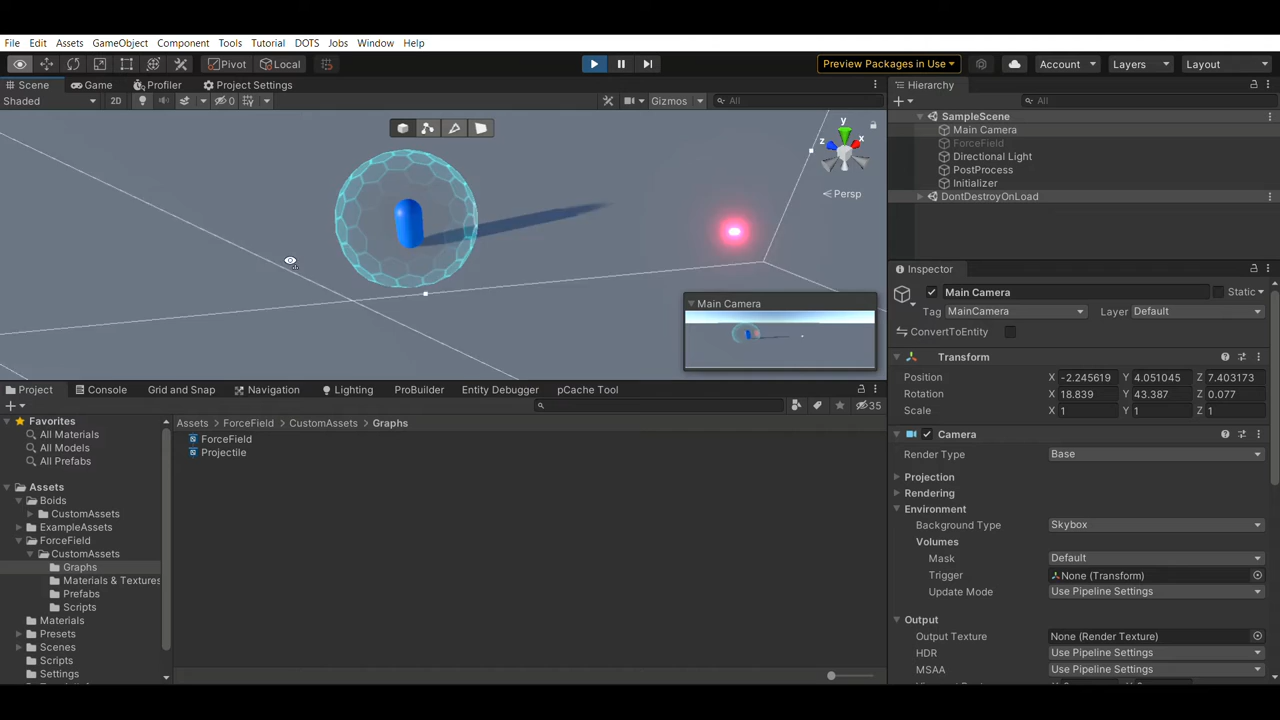 File Edit Assets GameObject Component Tools Tutorial DOTS Jobs Window Help
Pivot Local Preview Packages in Use Account Layers Layout
Scene Game Profiler Project Settings
Shaded 2D 0 Gizmos All
y
x
z
Persp
Main Camera
Hierarchy
All
SampleScene
Main Camera
ForceField
Directional Light
PostProcess
Initializer
DontDestroyOnLoad
Inspector
Main Camera Static
Tag MainCamera Layer Default
ConvertToEntity
Transform
Position X -2.245619 Y 4.051045 Z 7.403173
Rotation X 18.839 Y 43.387 Z 0.077
Scale X 1 Y 1 Z 1
Camera
Render Type Base
Projection
Rendering
Environment
Background Type Skybox
Volumes
Mask Default
Trigger None (Transform)
Update Mode Use Pipeline Settings
Output
Output Texture None (Render Texture)
HDR Use Pipeline Settings
MSAA Use Pipeline Settings
Project Console Grid and Snap Navigation Lighting ProBuilder Entity Debugger pCache Tool
35
Favorites
All Materials
All Models
All Prefabs
Assets
Boids
CustomAssets
ExampleAssets
ForceField
CustomAssets
Graphs
Materials & Textures
Prefabs
Scripts
Materials
Presets
Scenes
Scripts
Settings
Assets ForceField CustomAssets Graphs
ForceField
Projectile